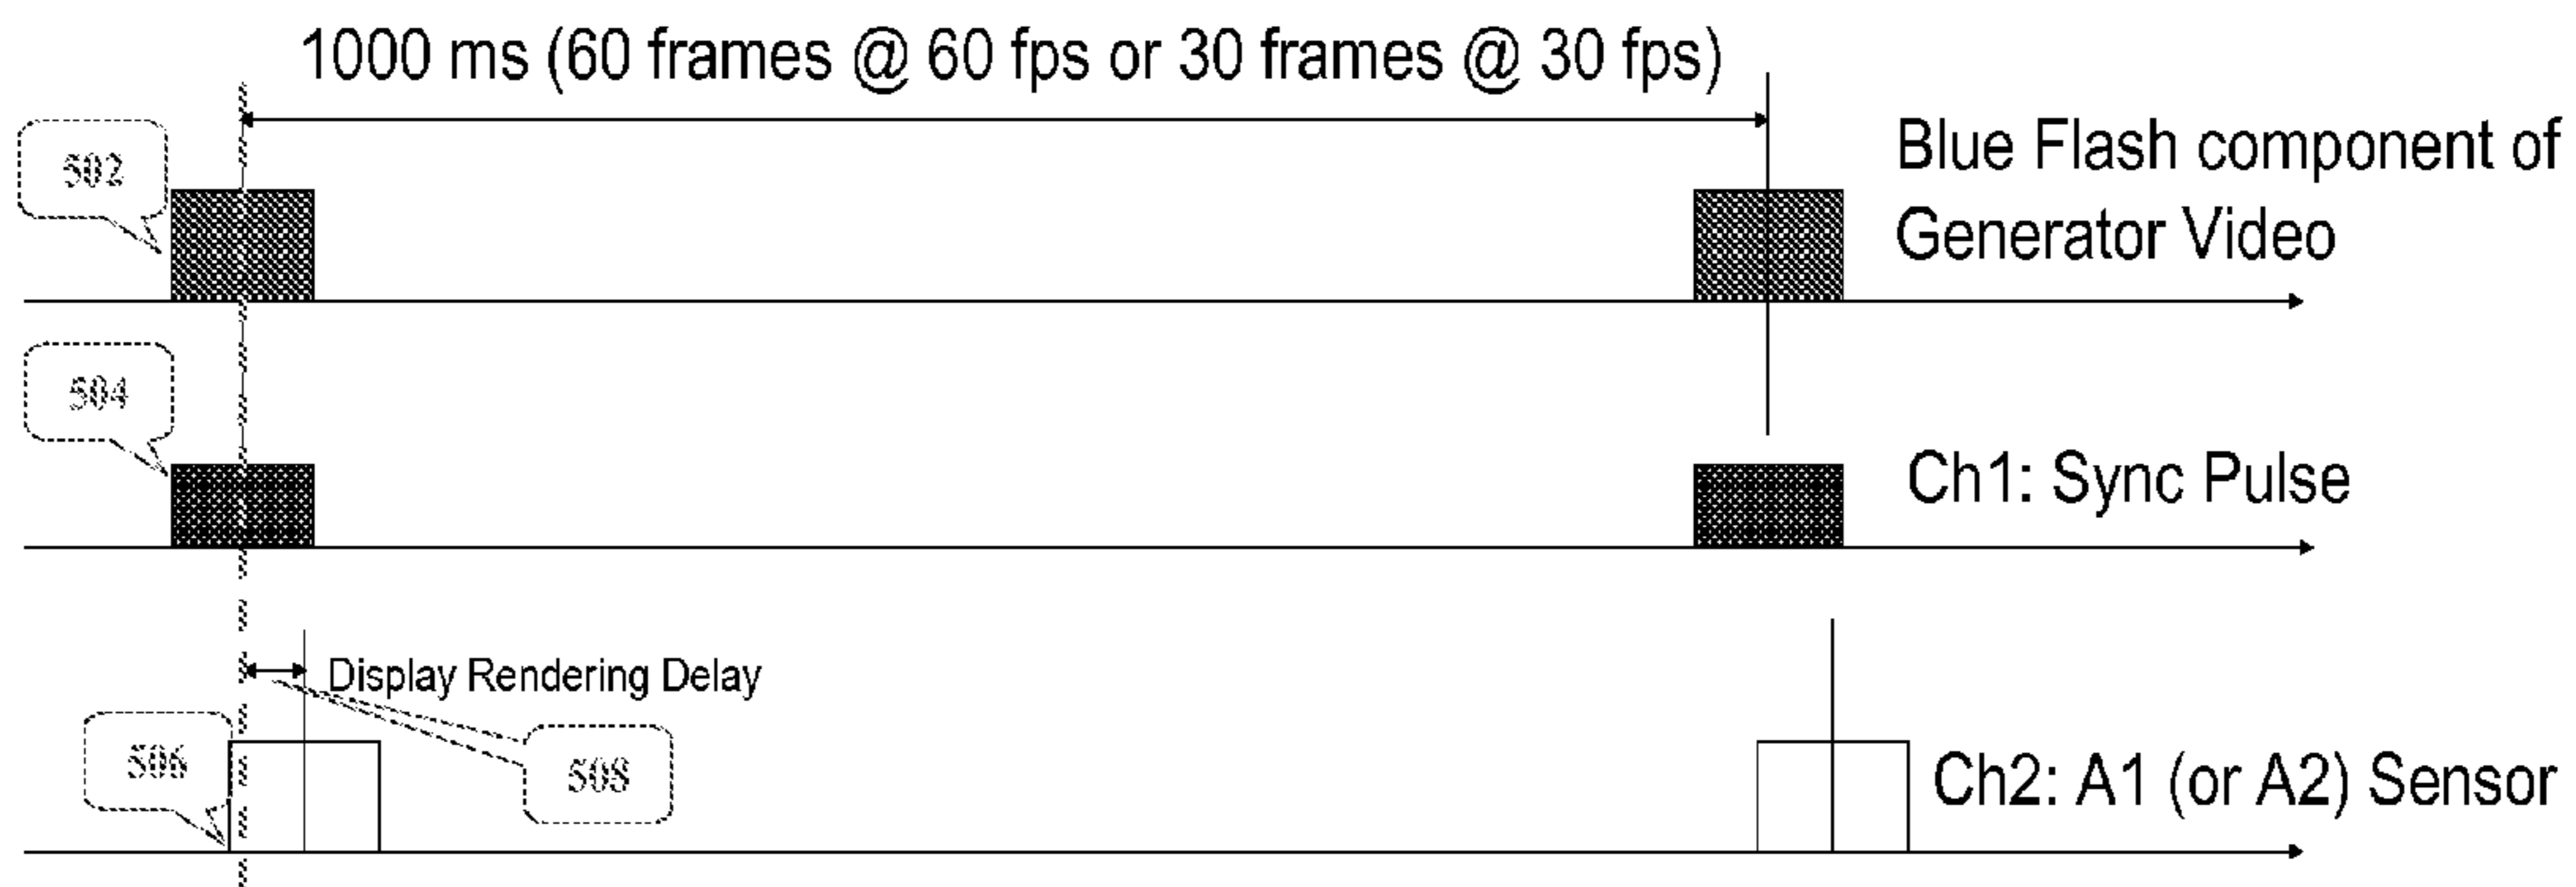 1000 ms (60 frames @ 60 fps or 30 frames @ 30 fps)
502
Blue Flash component of
Generator Video
504
Ch1: Sync Pulse
Display Rendering Delay
506
508
Ch2: A1 (or A2) Sensor